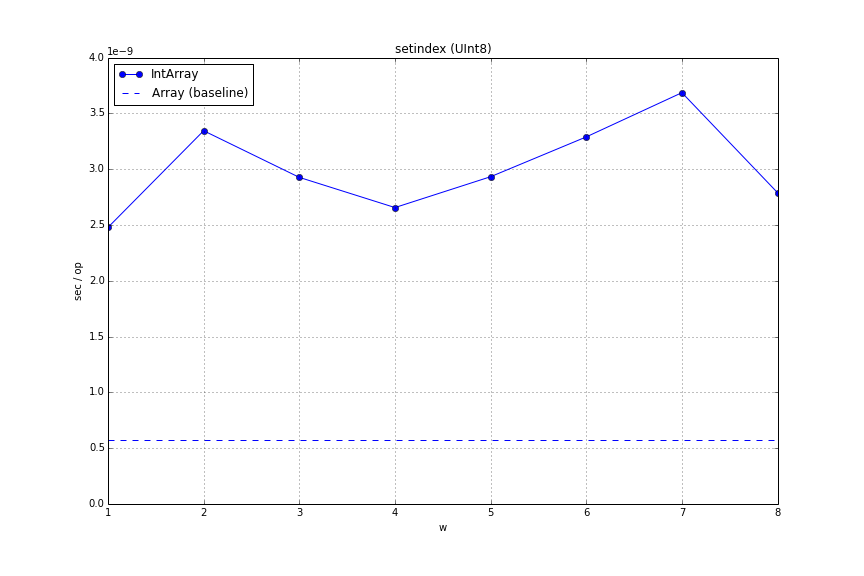 setindex (UInt8)
1e−9
IntArray
Array (baseline)
4.0
3.5
3.0
2.5
2.0
1.5
1.0
0.5
0.0
sec / op
1 2 3 4 5 6 7 8
w